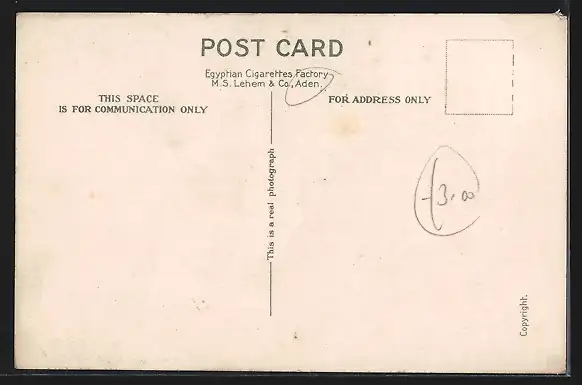 POST CARD
Egyptian Cigarettes Factory
M.S. Lehem & Co, Aden.
THIS SPACE
IS FOR COMMUNICATION ONLY
FOR ADDRESS ONLY
This is a real photograph
3.00
Copyright.